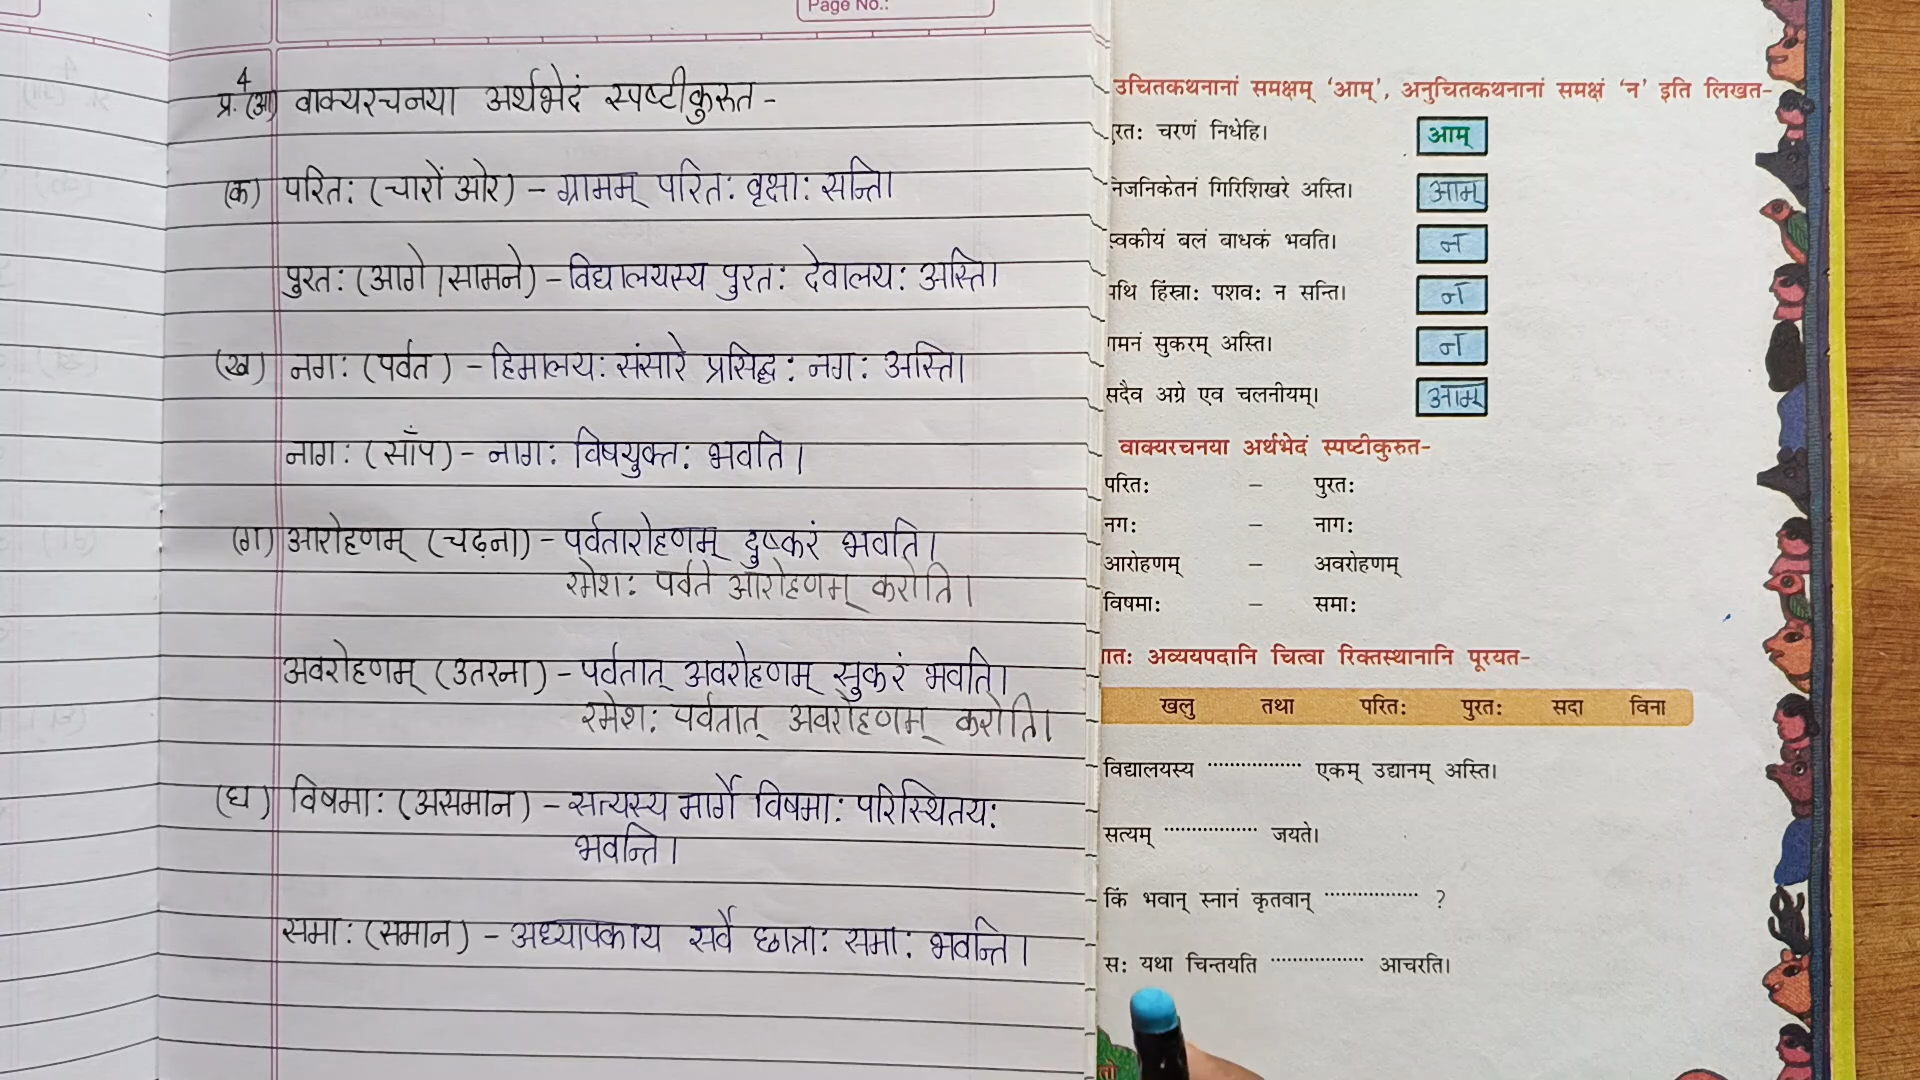 Page No.:
प्र. 4 (आ) वाक्यरचनया अर्थभेदं स्पष्टीकुरुत -
(क) परितः (चारों ओर) - ग्रामम् परितः वृक्षाः सन्ति।
पुरतः (आगे/सामने) - विद्यालयस्य पुरतः देवालयः अस्ति।
(ख) नगः (पर्वत) - हिमालयः संसारे प्रसिद्धः नगः अस्ति।
नागः (साँप) - नागः विषयुक्तः भवति।
(ग) आरोहणम् (चढ़ना) - पर्वतारोहणम् दुष्करं भवति।
रमेशः पर्वते आरोहणम् करोति।
अवरोहणम् (उतरना) - पर्वतात् अवरोहणम् सुकरं भवति।
रमेशः पर्वतात् अवरोहणम् करोति।
(घ) विषमाः (असमान) - सत्यस्य मार्गे विषमाः परिस्थितयः
भवन्ति।
समाः (समान) - अध्यापकाय सर्वे छात्राः समाः भवन्ति।
उचितकथनानां समक्षम् ‘आम्’, अनुचितकथनानां समक्षं ‘न’ इति लिखत-
चरणं निधेहि। आम्
गिरिशिखरे अस्ति। आम्
बलं बाधकं भवति। न
हिंस्राः पशवः न सन्ति। न
सुकरम् अस्ति। न
सदैव अग्रे एव चलनीयम्। आम्
वाक्यरचनया अर्थभेदं स्पष्टीकुरुत-
परितः - पुरतः
नगः - नागः
आरोहणम् - अवरोहणम्
विषमाः - समाः
अव्ययपदानि चित्वा रिक्तस्थानानि पूरयत-
खलु तथा परितः पुरतः सदा विना
विद्यालयस्य ................. एकम् उद्यानम् अस्ति।
सत्यम् ................. जयते।
किं भवान् स्नानं कृतवान् ................. ?
सः यथा चिन्तयति ................. आचरति।